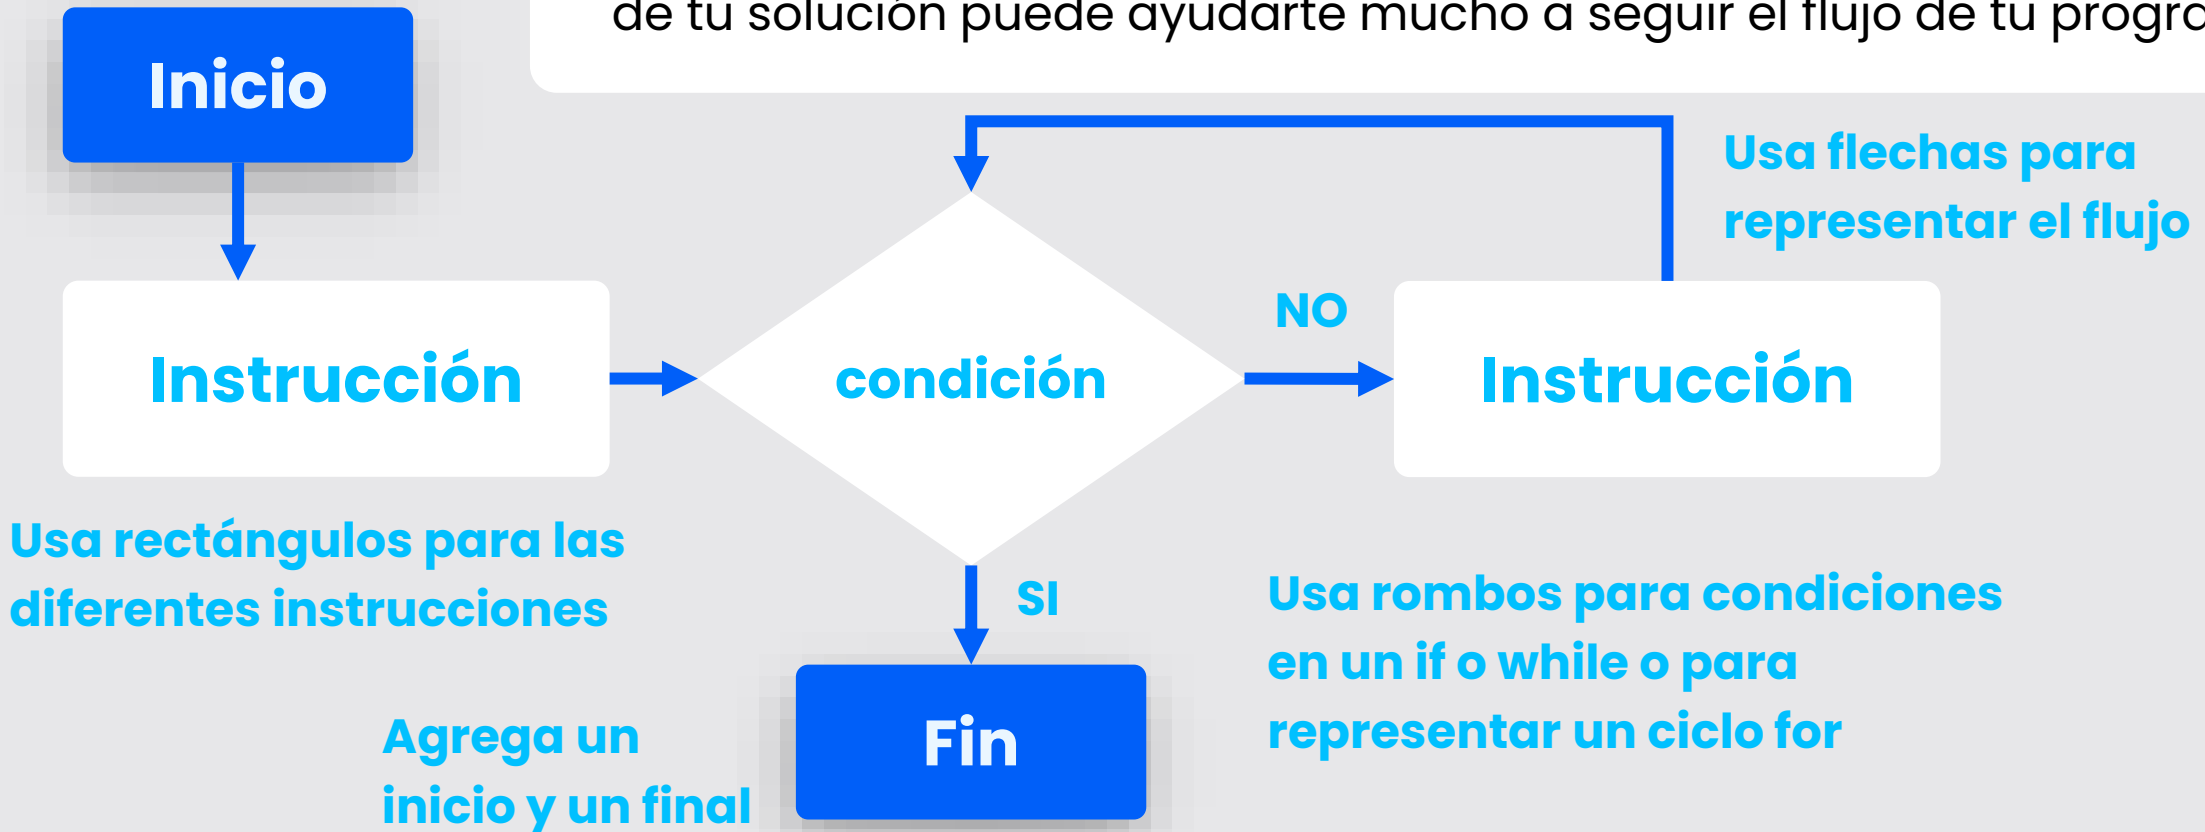 de tu solución puede ayudarte mucho a seguir el flujo de tu
Inicio
Usa flechas para
representar el flujo
NO
Instrucción
condición
Instrucción
Usa rectángulos para las
diferentes instrucciones
SI
Usa rombos para condiciones
en un if o while o para
representar un ciclo for
Agrega un
inicio y un final
Fin